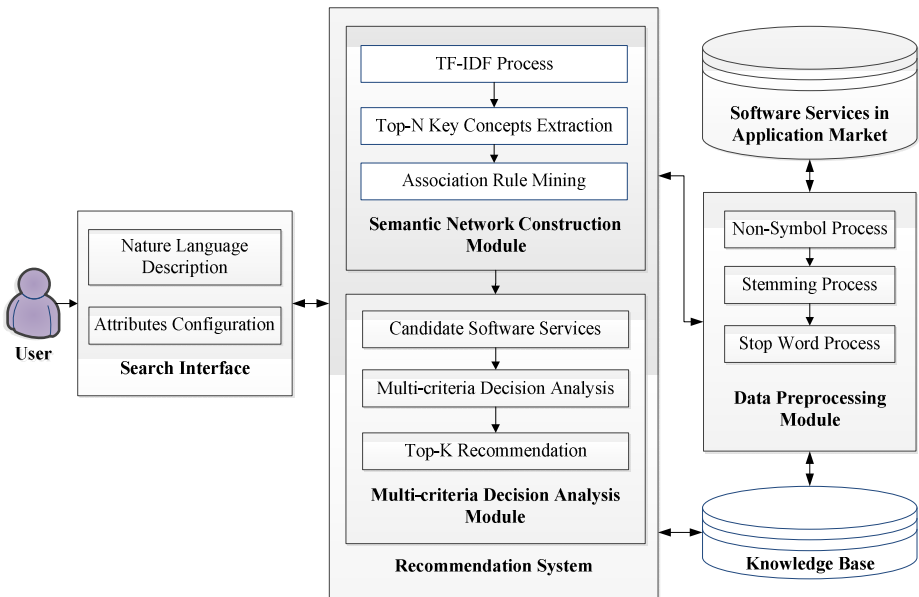 User
Nature Language
Description
Attributes Configuration
Search Interface
TF-IDF Process
Top-N Key Concepts Extraction
Association Rule Mining
Semantic Network Construction
Module
Candidate Software Services
Multi-criteria Decision Analysis
Top-K Recommendation
Multi-criteria Decision Analysis
Module
Recommendation System
Software Services in
Application Market
Non-Symbol Process
Stemming Process
Stop Word Process
Data Preprocessing
Module
Knowledge Base